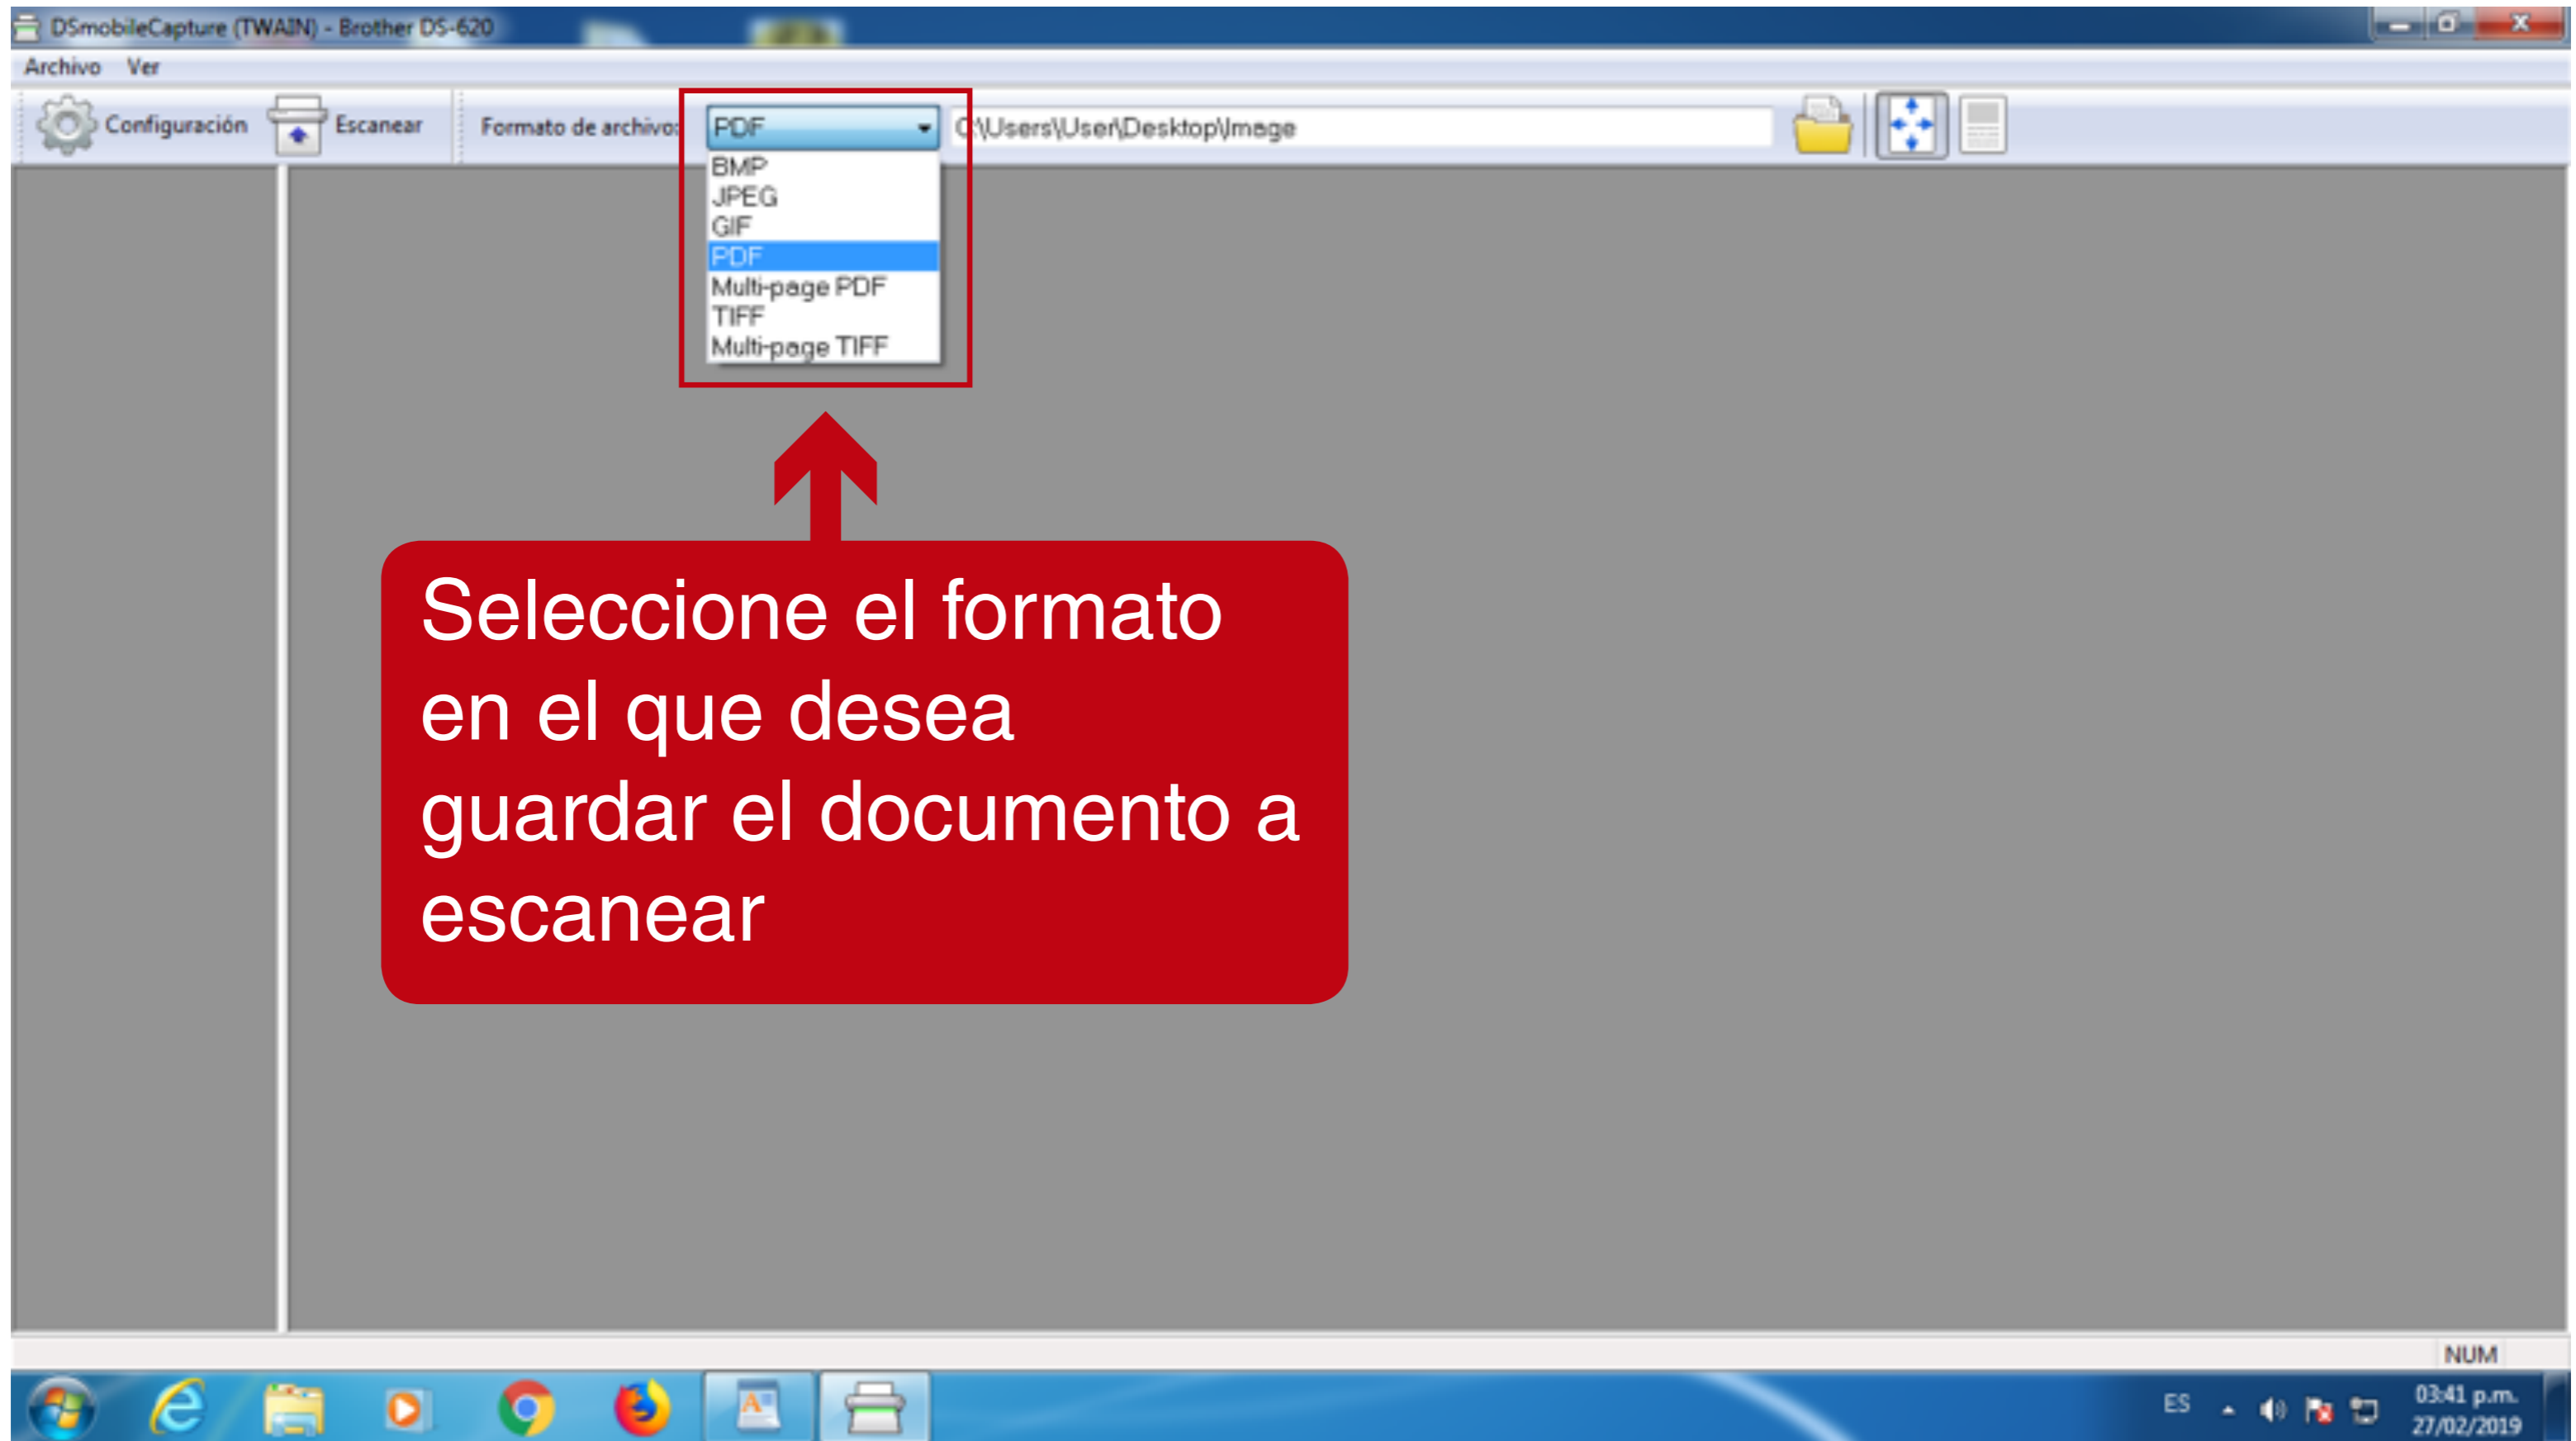 DSmobileCapture (TWAIN) - Brother DS-620
Archivo Ver
Configuración Escanear Formato de archivo: PDF C:\Users\User\Desktop\Image
BMP
JPEG
GIF
PDF
Multi-page PDF
TIFF
Multi-page TIFF
Seleccione el formato
en el que desea
guardar el documento a
escanear
NUM
ES 03:41 p.m.
27/02/2019